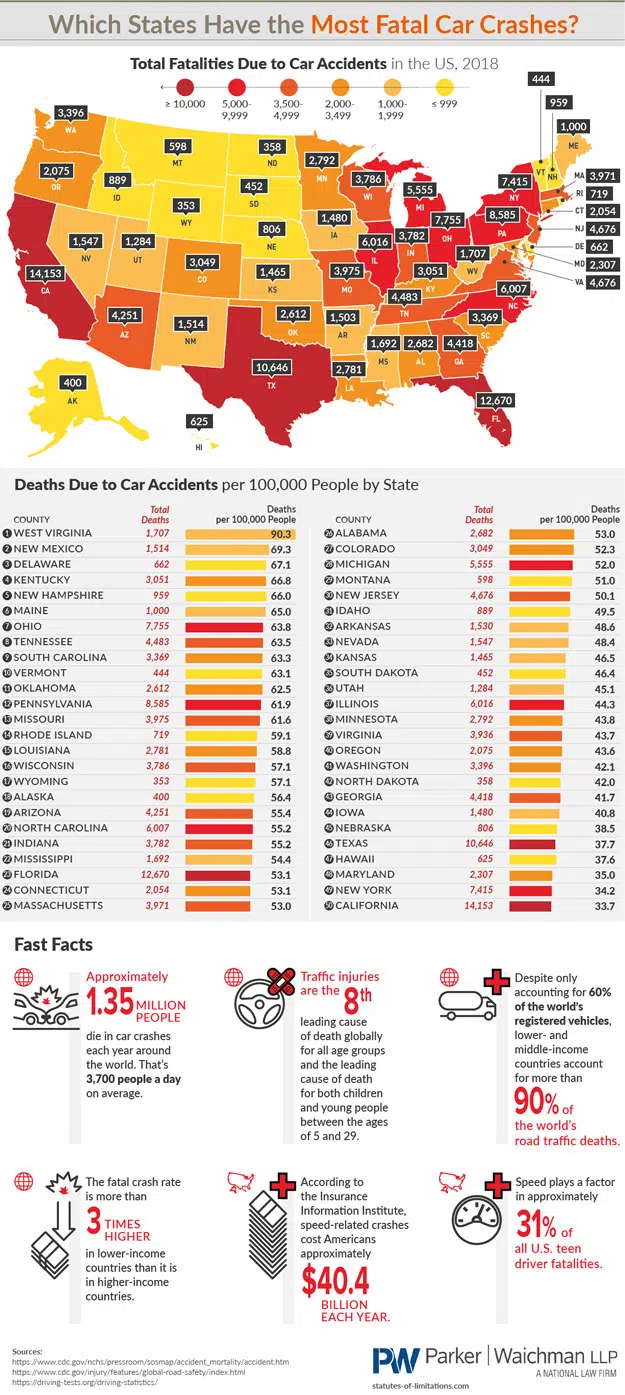 Which States Have the Most Fatal Car Crashes?
Total Fatalities Due to Car Accidents in the US, 2018
≥ 10,000
5,000-
9,999
3,500-
4,999
2,000-
3,499
1,000-
1,999
≤ 999
444
959
3,396
WA
598
MT
358
ND
2,792
MN
1,000
ME
VT
NH
2,075
OR
889
ID
452
SD
3,786
WI
5,555
MI
7,415
NY
MA 3,971
RI 719
353
WY
806
NE
1,480
IA
8,585
PA
CT 2,054
NJ 4,676
1,547
NV
1,284
UT
3,049
CO
1,465
KS
6,016
IL
3,782
IN
7,755
OH
1,707
WV
DE 662
MD 2,307
VA 4,676
14,153
CA
3,975
MO
3,051
KY
4,483
TN
6,007
NC
4,251
AZ
1,514
NM
2,612
OK
1,503
AR
3,369
SC
1,692
MS
2,682
AL
4,418
GA
10,646
TX
2,781
LA
12,670
FL
400
AK
625
HI
Deaths Due to Car Accidents per 100,000 People by State
COUNTY
Total
Deaths
Deaths
per 100,000 People
1 WEST VIRGINIA 1,707 90.3
2 NEW MEXICO 1,514 69.3
3 DELAWARE 662 67.1
4 KENTUCKY 3,051 66.8
5 NEW HAMPSHIRE 959 66.0
6 MAINE 1,000 65.0
7 OHIO 7,755 63.8
8 TENNESSEE 4,483 63.5
9 SOUTH CAROLINA 3,369 63.3
10 VERMONT 444 63.1
11 OKLAHOMA 2,612 62.5
12 PENNSYLVANIA 8,585 61.9
13 MISSOURI 3,975 61.6
14 RHODE ISLAND 719 59.1
15 LOUISIANA 2,781 58.8
16 WISCONSIN 3,786 57.1
17 WYOMING 353 57.1
18 ALASKA 400 56.4
19 ARIZONA 4,251 55.4
20 NORTH CAROLINA 6,007 55.2
21 INDIANA 3,782 55.2
22 MISSISSIPPI 1,692 54.4
23 FLORIDA 12,670 53.1
24 CONNECTICUT 2,054 53.1
25 MASSACHUSETTS 3,971 53.0
COUNTY
Total
Deaths
Deaths
per 100,000 People
26 ALABAMA 2,682 53.0
27 COLORADO 3,049 52.3
28 MICHIGAN 5,555 52.0
29 MONTANA 598 51.0
30 NEW JERSEY 4,676 50.1
31 IDAHO 889 49.5
32 ARKANSAS 1,530 48.6
33 NEVADA 1,547 48.4
34 KANSAS 1,465 46.5
35 SOUTH DAKOTA 452 46.4
36 UTAH 1,284 45.1
37 ILLINOIS 6,016 44.3
38 MINNESOTA 2,792 43.8
39 VIRGINIA 3,936 43.7
40 OREGON 2,075 43.6
41 WASHINGTON 3,396 42.1
42 NORTH DAKOTA 358 42.0
43 GEORGIA 4,418 41.7
44 IOWA 1,480 40.8
45 NEBRASKA 806 38.5
46 TEXAS 10,646 37.7
47 HAWAII 625 37.6
48 MARYLAND 2,307 35.0
49 NEW YORK 7,415 34.2
50 CALIFORNIA 14,153 33.7
Fast Facts
Approximately
1.35 MILLION
PEOPLE
die in car crashes
each year around
the world. That's
3,700 people a day
on average.
Traffic injuries
are the 8th
leading cause
of death globally
for all age groups
and the leading
cause of death
for both children
and young people
between the ages
of 5 and 29.
Despite only
accounting for 60%
of the world's
registered vehicles,
lower- and
middle-income
countries account
for more than
90% of
the world's
road traffic deaths.
The fatal crash rate
is more than
3 TIMES
HIGHER
in lower-income
countries than it is
in higher-income
countries.
According to
the Insurance
Information Institute,
speed-related crashes
cost Americans
approximately
$40.4
BILLION
EACH YEAR.
Speed plays a factor
in approximately
31% of
all U.S. teen
driver fatalities.
Sources:
https://www.cdc.gov/nchs/pressroom/sosmap/accident_mortality/accident.htm
https://www.cdc.gov/injury/features/global-road-safety/index.html
https://driving-tests.org/driving-statistics/
PW Parker | Waichman LLP
A NATIONAL LAW FIRM
statutes-of-limitations.com